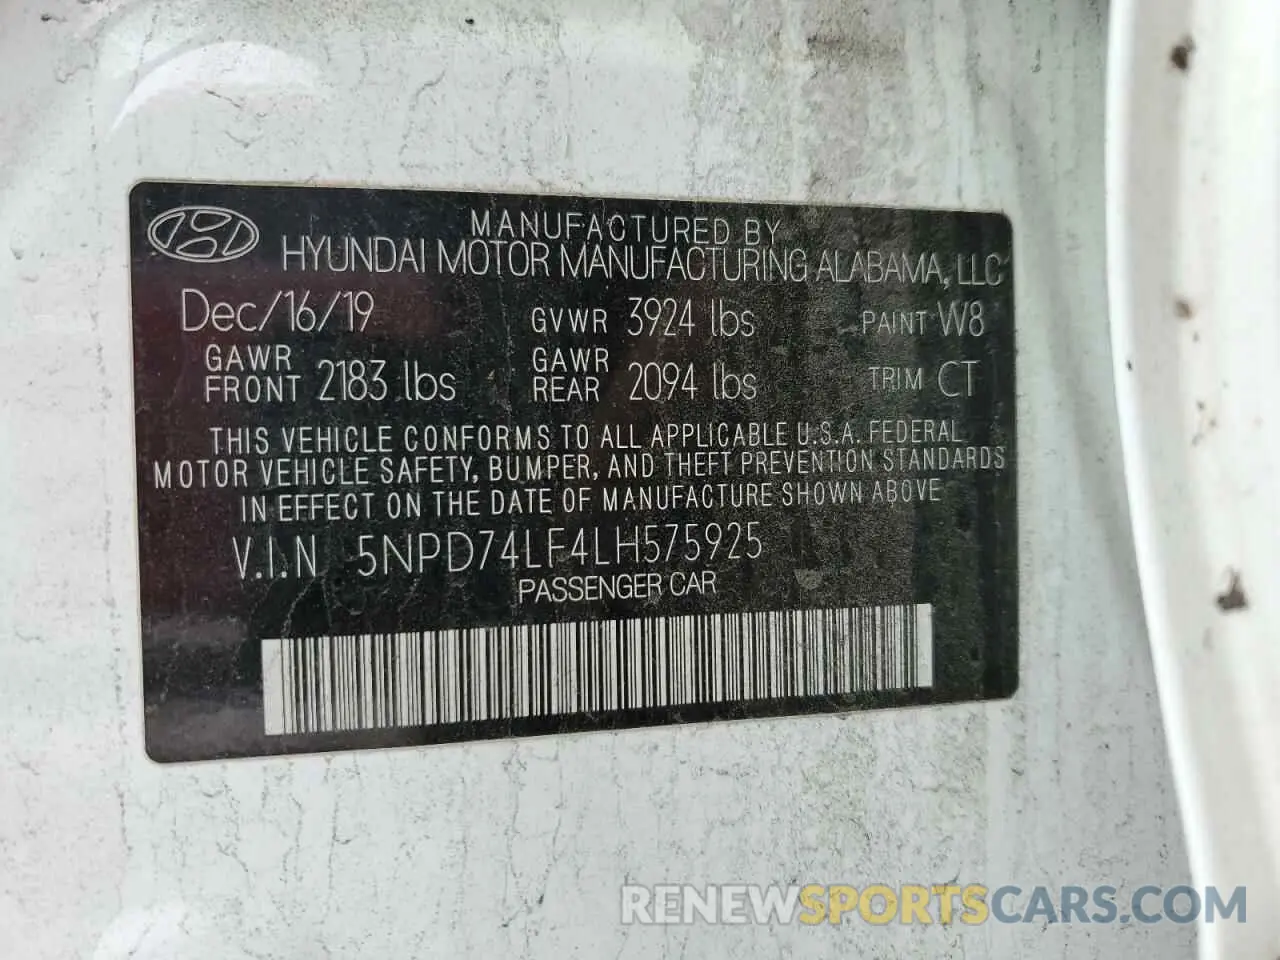 MANUFACTURED BY
HYUNDAI MOTOR MANUFACTURING ALABAMA, LLC
Dec/16/19 GVWR 3924 lbs PAINT W8
GAWR FRONT 2183 lbs GAWR REAR 2094 lbs TRIM CT
THIS VEHICLE CONFORMS TO ALL APPLICABLE U.S.A. FEDERAL
MOTOR VEHICLE SAFETY, BUMPER, AND THEFT PREVENTION STANDARDS
IN EFFECT ON THE DATE OF MANUFACTURE SHOWN ABOVE
V.I.N 5NPD74LF4LH575925
PASSENGER CAR
RENEWSPORTSCARS.COM